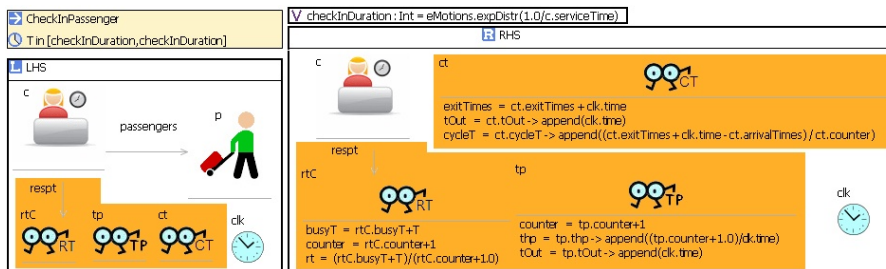 CheckInPassenger
T in [checkInDuration,checkInDuration]
V checkInDuration : Int = eMotions.expDistr(1.0/c.serviceTime)
L LHS
c
passengers
p
respt
rtC
RT
tp
TP
ct
CT
clk
R RHS
c
ct
CT
exitTimes = ct.exitTimes + clk.time
tOut = ct.tOut -> append(clk.time)
cycleT = ct.cycleT -> append((ct.exitTimes + clk.time - ct.arrivalTimes) / ct.counter)
respt
rtC
RT
busyT = rtC.busyT+T
counter = rtC.counter+1
rt = (rtC.busyT+T)/(rtC.counter+1.0)
tp
TP
counter = tp.counter+1
thp = tp.thp -> append((tp.counter+1.0)/clk.time)
tOut = tp.tOut -> append(clk.time)
clk